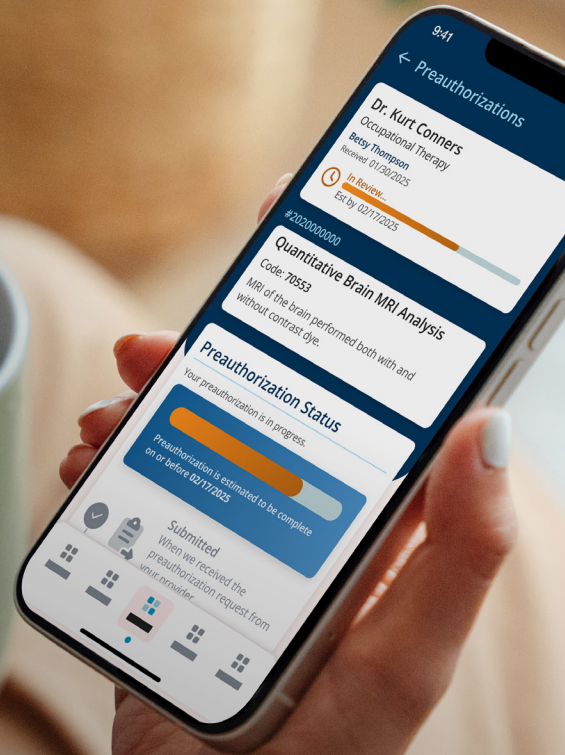 9:41
Preauthorizations
Dr. Kurt Conners
Occupational Therapy
Betsy Thompson
Received 01/30/2025
In Review...
Est by 02/17/2025
#2020000000
Quantitative Brain MRI Analysis
Code: 70553
MRI of the brain performed both with and
without contrast dye.
Preauthorization Status
Your preauthorization is in progress.
Preauthorization is estimated to be complete
on or before 02/17/2025
Submitted
When we received the
preauthorization request from
your provider